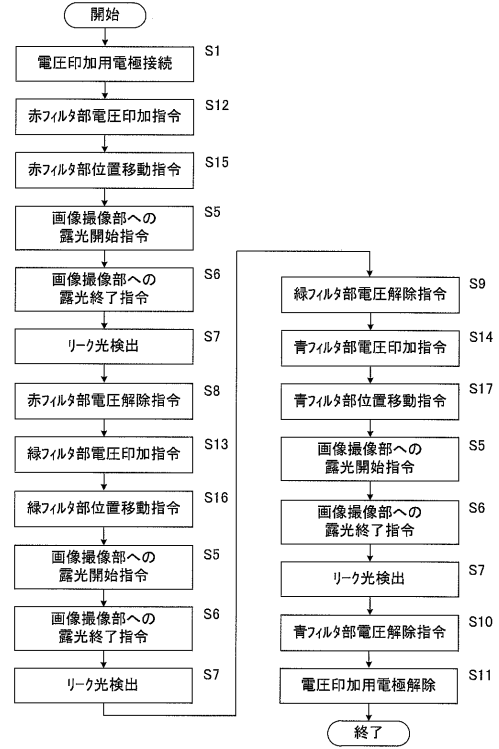 開始
電圧印加用電極接続
S1
赤フィルタ部電圧印加指令
S12
赤フィルタ部位置移動指令
S15
画像撮像部への
露光開始指令
S5
画像撮像部への
露光終了指令
S6
リーク光検出
S7
赤フィルタ部電圧解除指令
S8
緑フィルタ部電圧印加指令
S13
緑フィルタ部位置移動指令
S16
画像撮像部への
露光開始指令
S5
画像撮像部への
露光終了指令
S6
リーク光検出
S7
緑フィルタ部電圧解除指令
S9
青フィルタ部電圧印加指令
S14
青フィルタ部位置移動指令
S17
画像撮像部への
露光開始指令
S5
画像撮像部への
露光終了指令
S6
リーク光検出
S7
青フィルタ部電圧解除指令
S10
電圧印加用電極解除
S11
終了